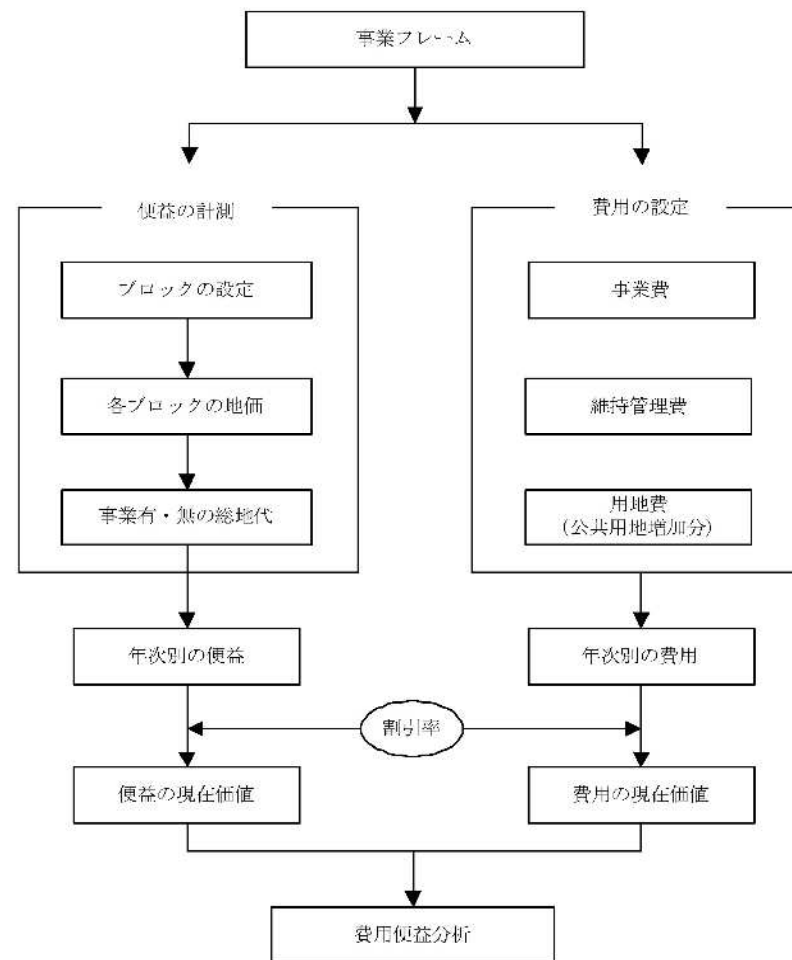 事業フレーム
便益の計測
ブロックの設定
各ブロックの地価
事業有・無の総地代
年次別の便益
便益の現在価値
費用の設定
事業費
維持管理費
用地費
(公共用地増加分)
年次別の費用
費用の現在価値
割引率
費用便益分析